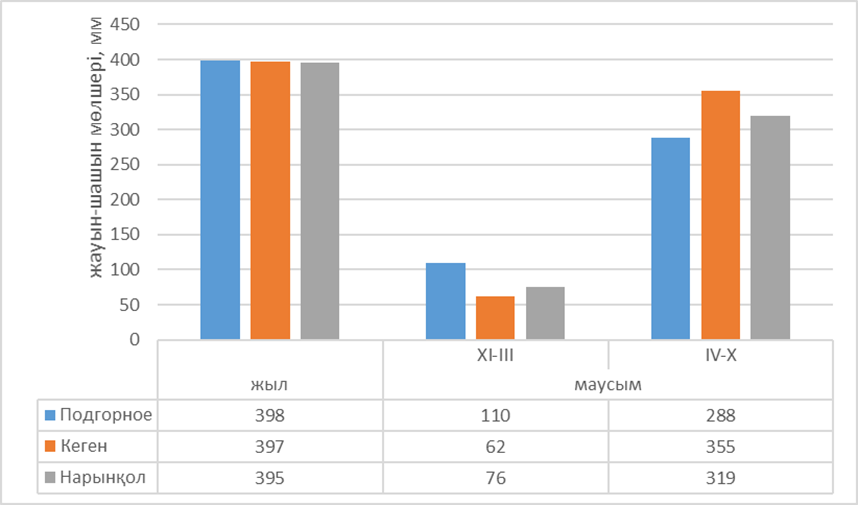 жауын-шашын мөлшері, мм
450
400
350
300
250
200
150
100
50
0
XI-III IV-X
жыл маусым
Подгорное 398 110 288
Кеген 397 62 355
Нарынқол 395 76 319